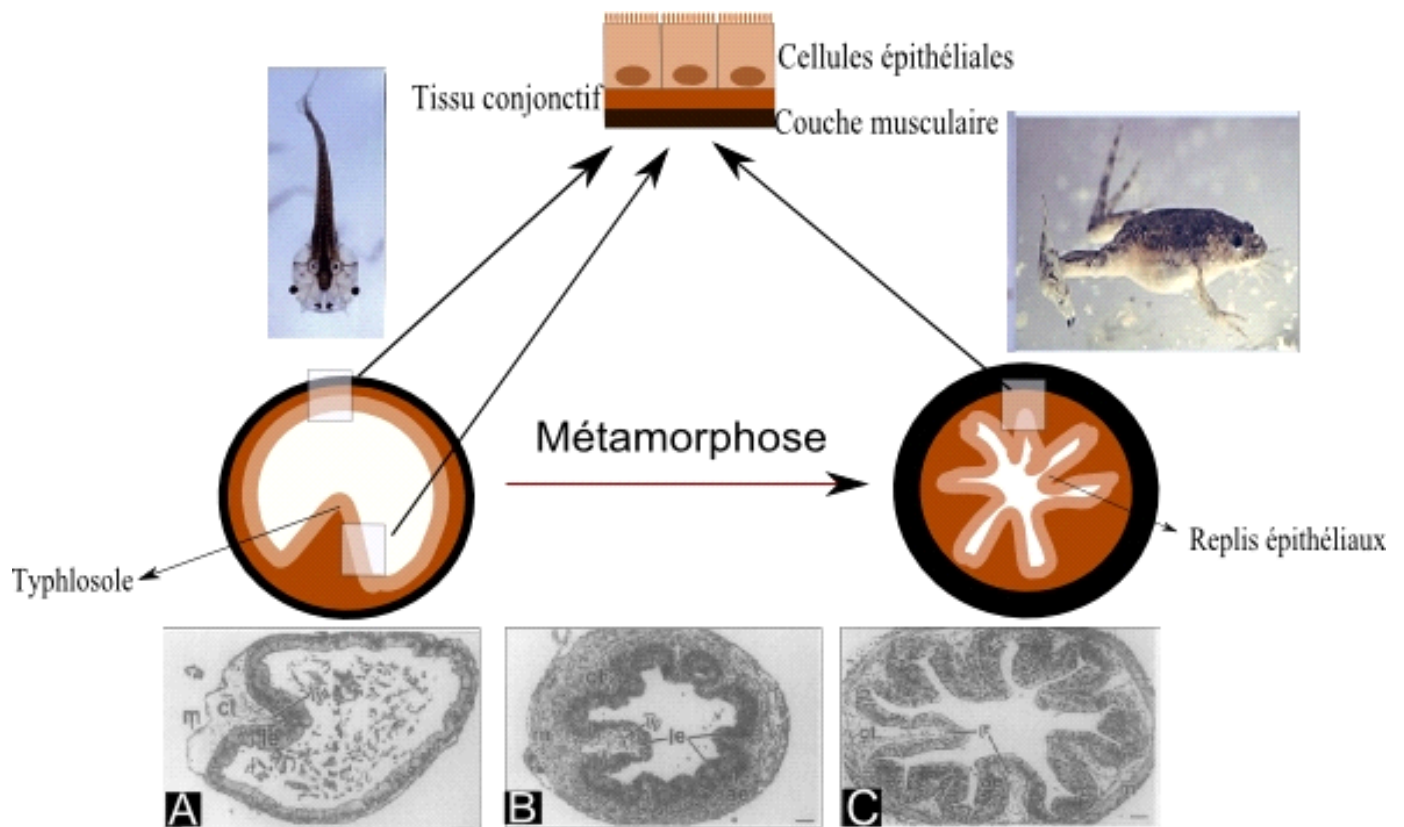 Cellules épithéliales
Tissu conjonctif
Couche musculaire
Métamorphose
Typhlosole
Replis épithéliaux
A
B
C